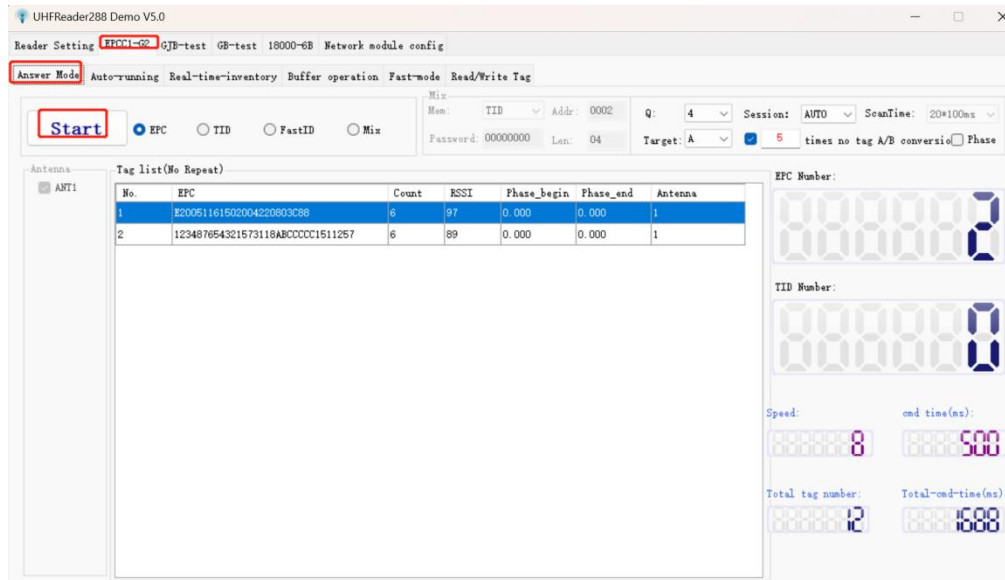 UHFReader288 Demo V5.0
Reader Setting EPCC1-G2 GJB-test GB-test 18000-6B Network module config
Answer Mode Auto-running Real-time-inventory Buffer operation Fast-mode Read/Write Tag
Start
EPC TID FastID Mix
Mix
Mem: TID Addr: 0002
Password: 00000000 Len: 04
Q: 4 Session: AUTO ScanTime: 20*100ms
Target: A 5 times no tag A/B conversio Phase
Antenna
ANT1
Tag list(No Repeat)
No. EPC Count RSSI Phase_begin Phase_end Antenna
1 E20051161502004220803C88 6 97 0.000 0.000 1
2 123487654321573118ABCCCCC1511257 6 89 0.000 0.000 1
EPC Number:
2
TID Number:
0
Speed: cmd time(ms):
8 500
Total tag number: Total-cmd-time(ms)
12 1688